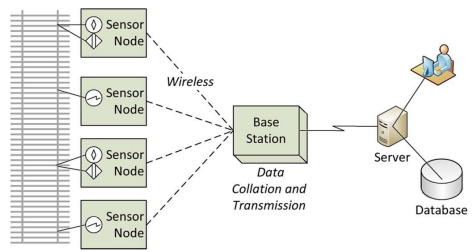 Sensor
Node
Wireless
Sensor
Node
Base
Station
Sensor
Node
Data
Collation and
Transmission
Sensor
Node
Server
Database